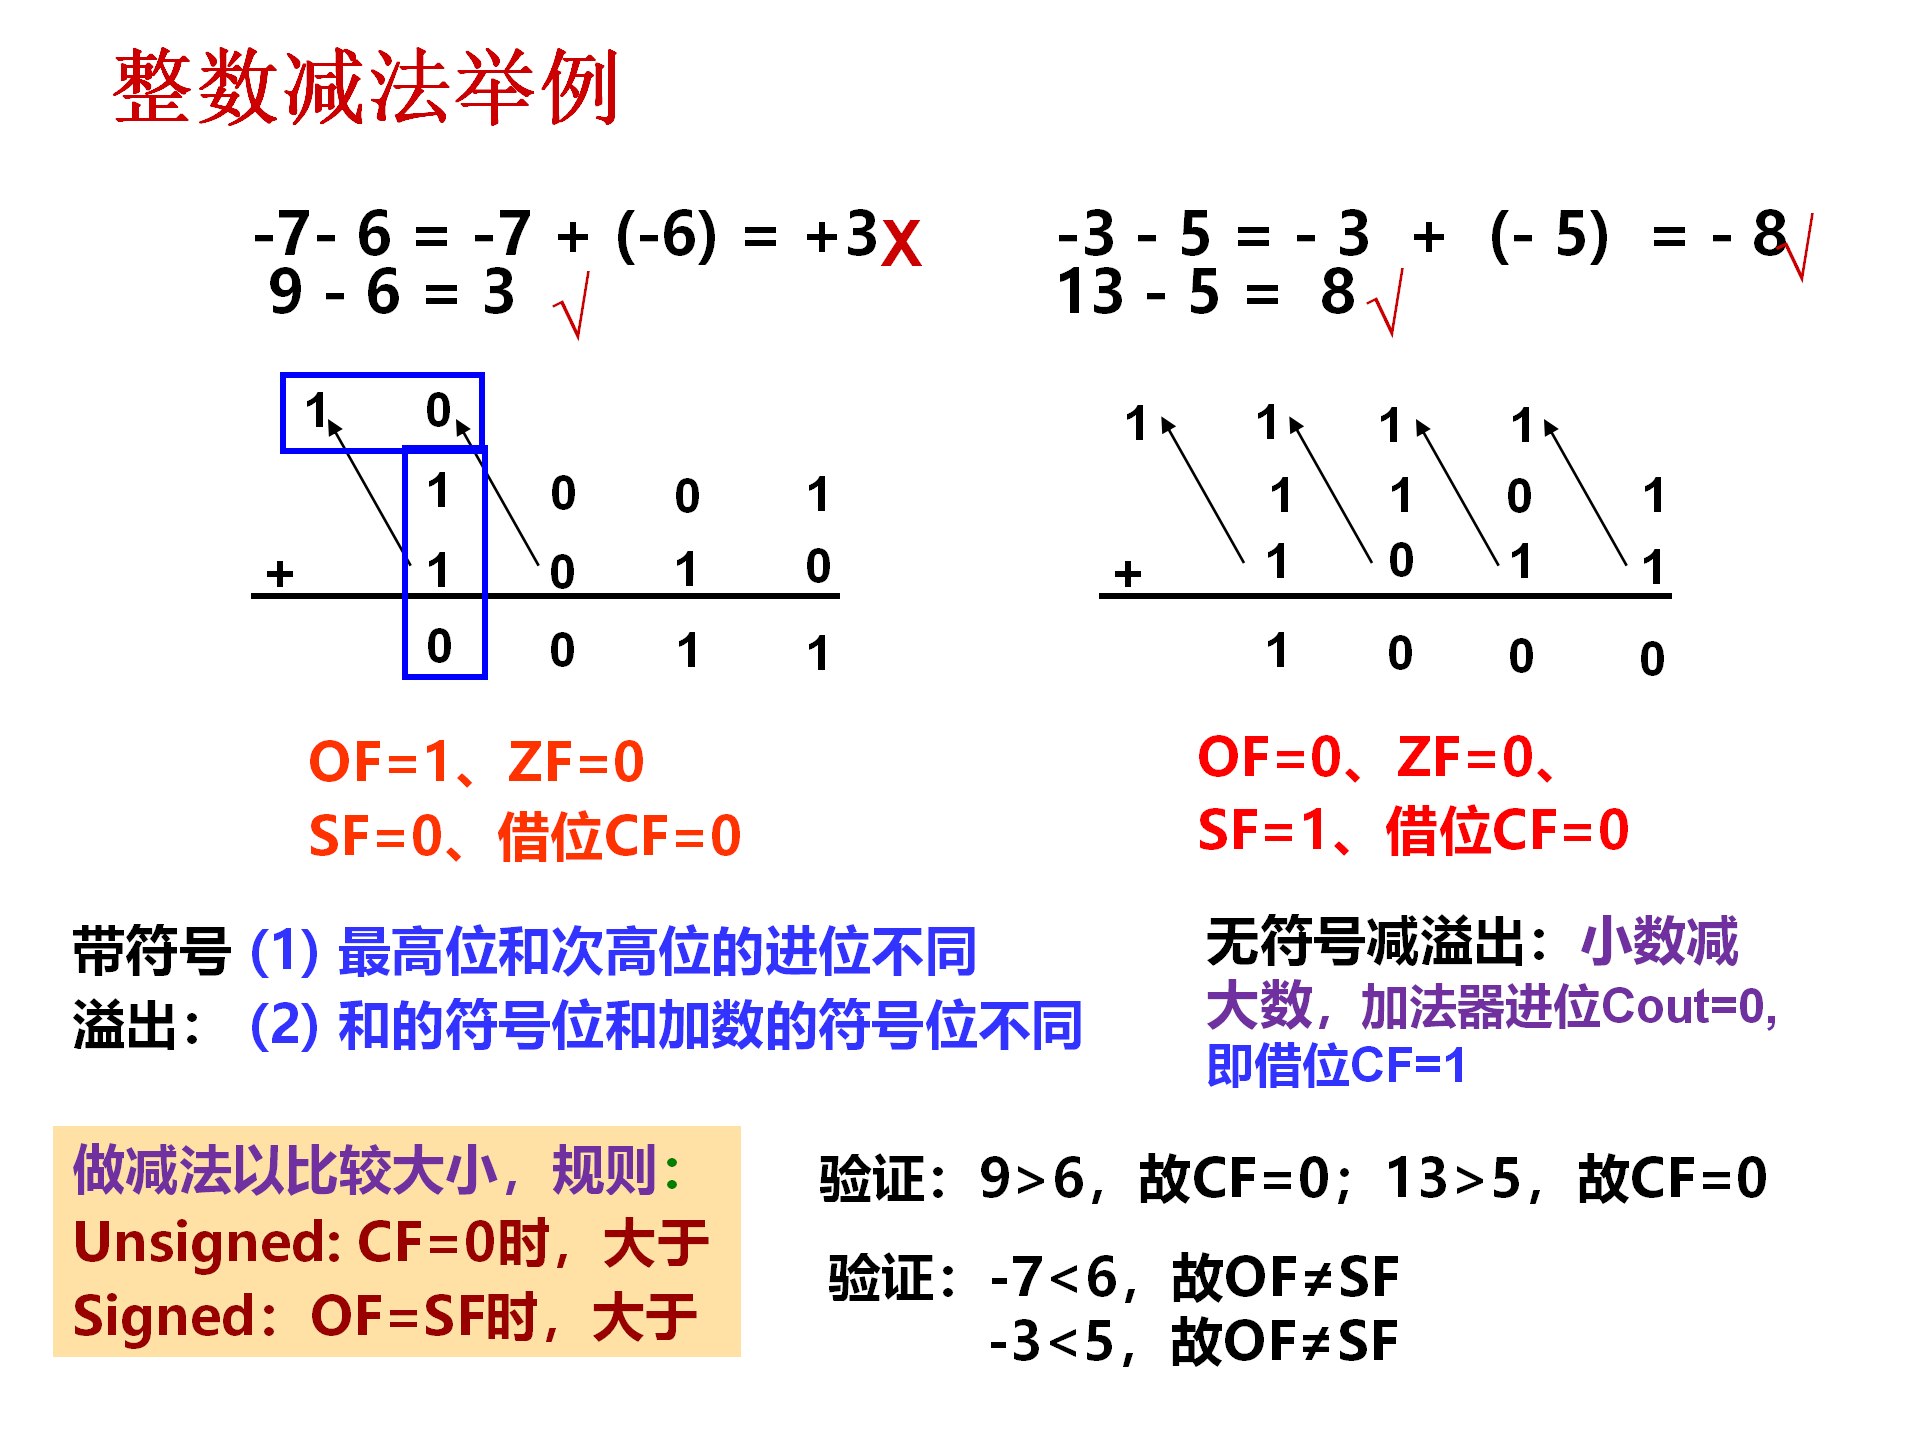 整数减法举例
-7- 6 = -7 + (-6) = +3X
9 - 6 = 3 √
1 0
1 0 0 1
+ 1 0 1 0
0 0 1 1
OF=1、ZF=0
SF=0、借位CF=0
-3 - 5 = - 3 + (- 5) = - 8√
13 - 5 = 8√
1 1 1 1
1 1 0 1
+ 1 0 1 1
1 0 0 0
OF=0、ZF=0、
SF=1、借位CF=0
带符号 (1) 最高位和次高位的进位不同
溢出： (2) 和的符号位和加数的符号位不同
无符号减溢出：小数减
大数，加法器进位Cout=0,
即借位CF=1
做减法以比较大小，规则：
Unsigned: CF=0时，大于
Signed：OF=SF时，大于
验证：9>6，故CF=0；13>5，故CF=0
验证：-7<6，故OF≠SF
-3<5，故OF≠SF